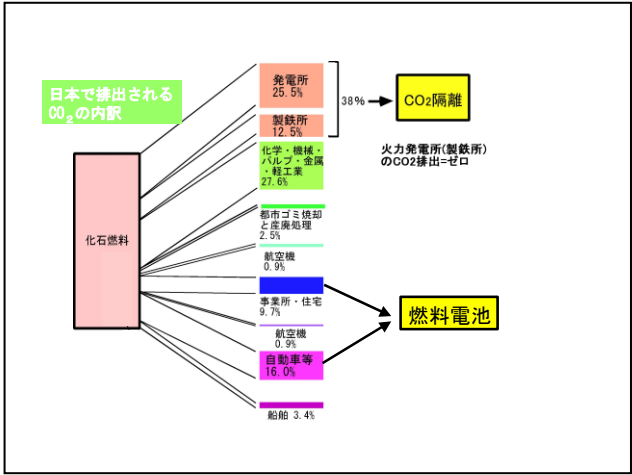 日本で排出される
CO₂の内訳
化石燃料
発電所
25.5%
製鉄所
12.5%
化学・機械・
パルプ・金属
・軽工業
27.6%
都市ゴミ焼却
と産廃処理
2.5%
航空機
0.9%
事業所・住宅
9.7%
航空機
0.9%
自動車等
16.0%
船舶 3.4%
38%
CO₂隔離
火力発電所(製鉄所)
のCO2排出=ゼロ
燃料電池